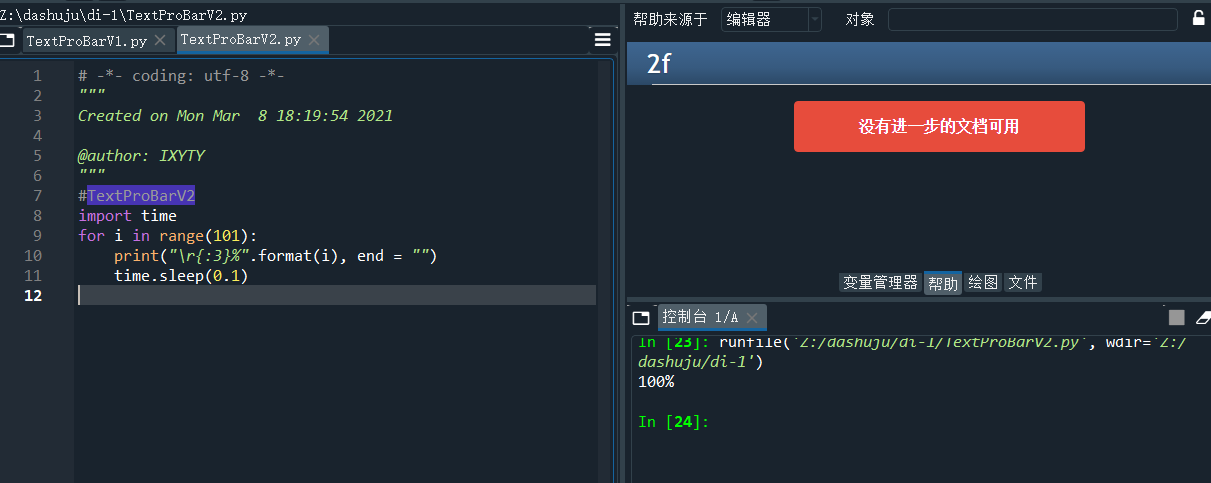 Z:\dashuju\di-1\TextProBarV2.py
TextProBarV1.py
TextProBarV2.py
1 # -*- coding: utf-8 -*-
2 """
3 Created on Mon Mar  8 18:19:54 2021
4
5 @author: IXYTY
6 """
7 #TextProBarV2
8 import time
9 for i in range(101):
10     print("\r{:3}%".format(i), end = "")
11     time.sleep(0.1)
12
帮助来源于 编辑器 对象
2f
没有进一步的文档可用
变量管理器 帮助 绘图 文件
控制台 1/A
In [23]: runfile('Z:/dashuju/di-1/TextProBarV2.py', wdir='Z:/
dashuju/di-1')
100%
In [24]: